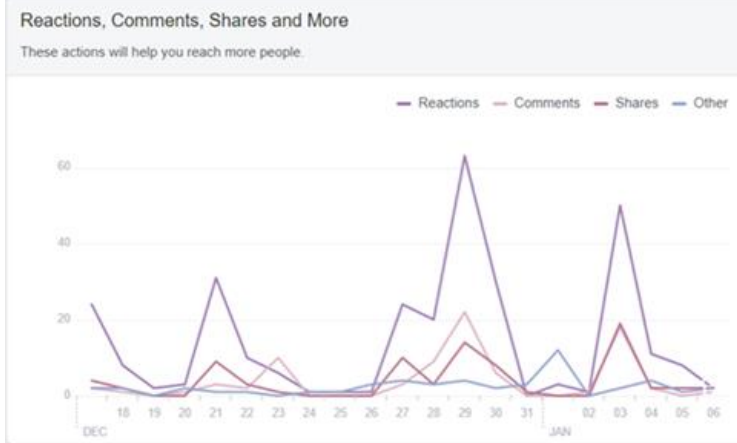 Reactions, Comments, Shares and More
These actions will help you reach more people.
Reactions Comments Shares Other
60
40
20
0
18 19 20 21 22 23 24 25 26 27 28 29 30 31 02 03 04 05 06
DEC JAN